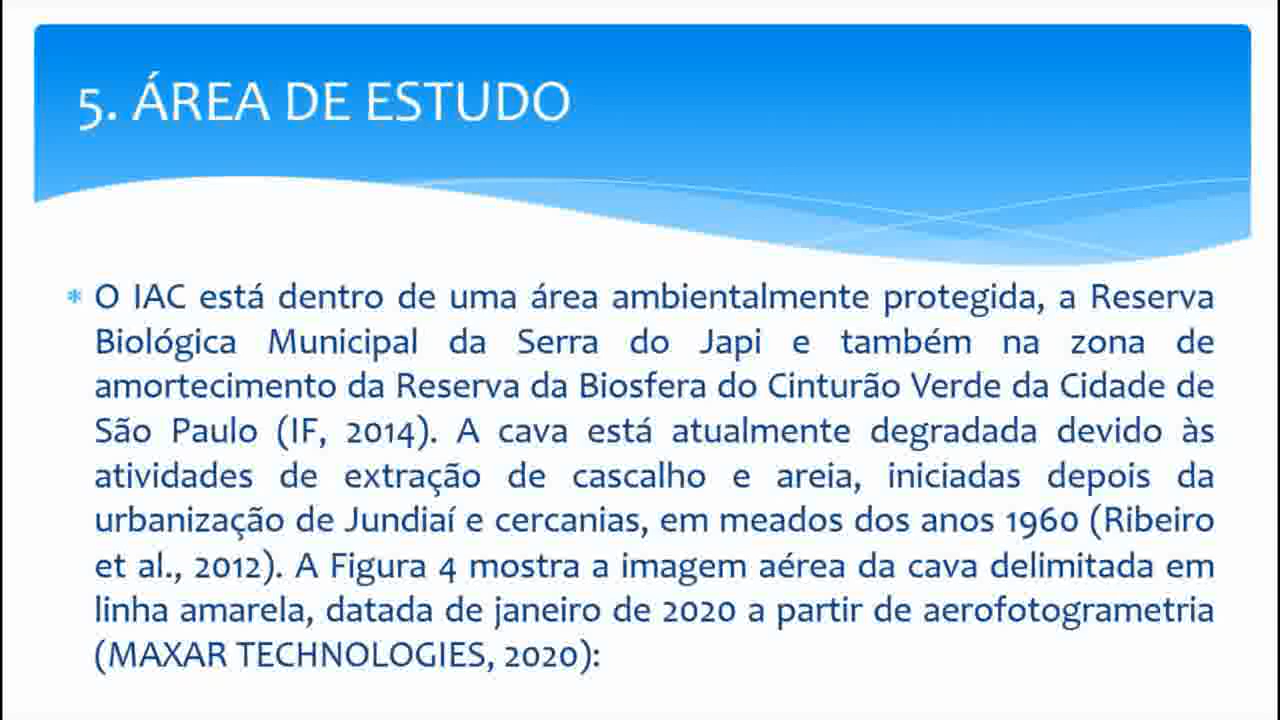 5. ÁREA DE ESTUDO
* O IAC está dentro de uma área ambientalmente protegida, a Reserva
Biológica Municipal da Serra do Japi e também na zona de
amortecimento da Reserva da Biosfera do Cinturão Verde da Cidade de
São Paulo (IF, 2014). A cava está atualmente degradada devido às
atividades de extração de cascalho e areia, iniciadas depois da
urbanização de Jundiaí e cercanias, em meados dos anos 1960 (Ribeiro
et al., 2012). A Figura 4 mostra a imagem aérea da cava delimitada em
linha amarela, datada de janeiro de 2020 a partir de aerofotogrametria
(MAXAR TECHNOLOGIES, 2020):